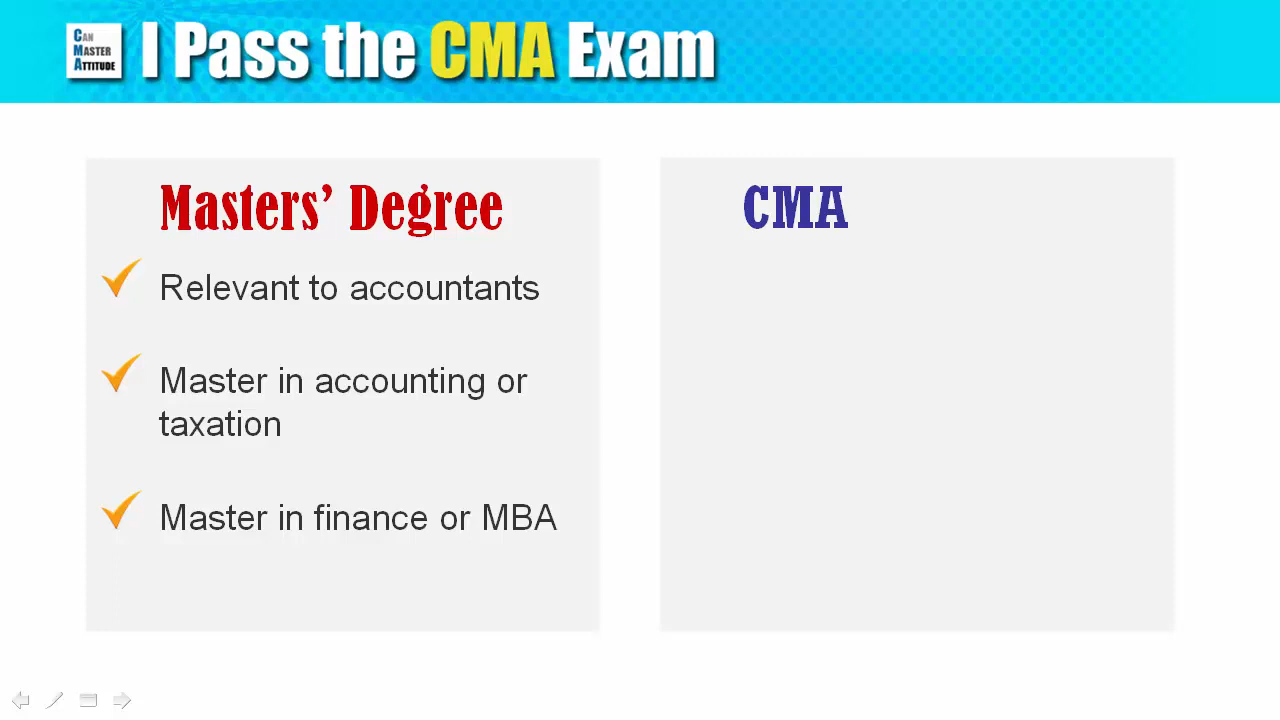 CAN
MASTER
ATTITUDE
I Pass the CMA Exam
Masters’ Degree
Relevant to accountants
Master in accounting or
taxation
Master in finance or MBA
CMA